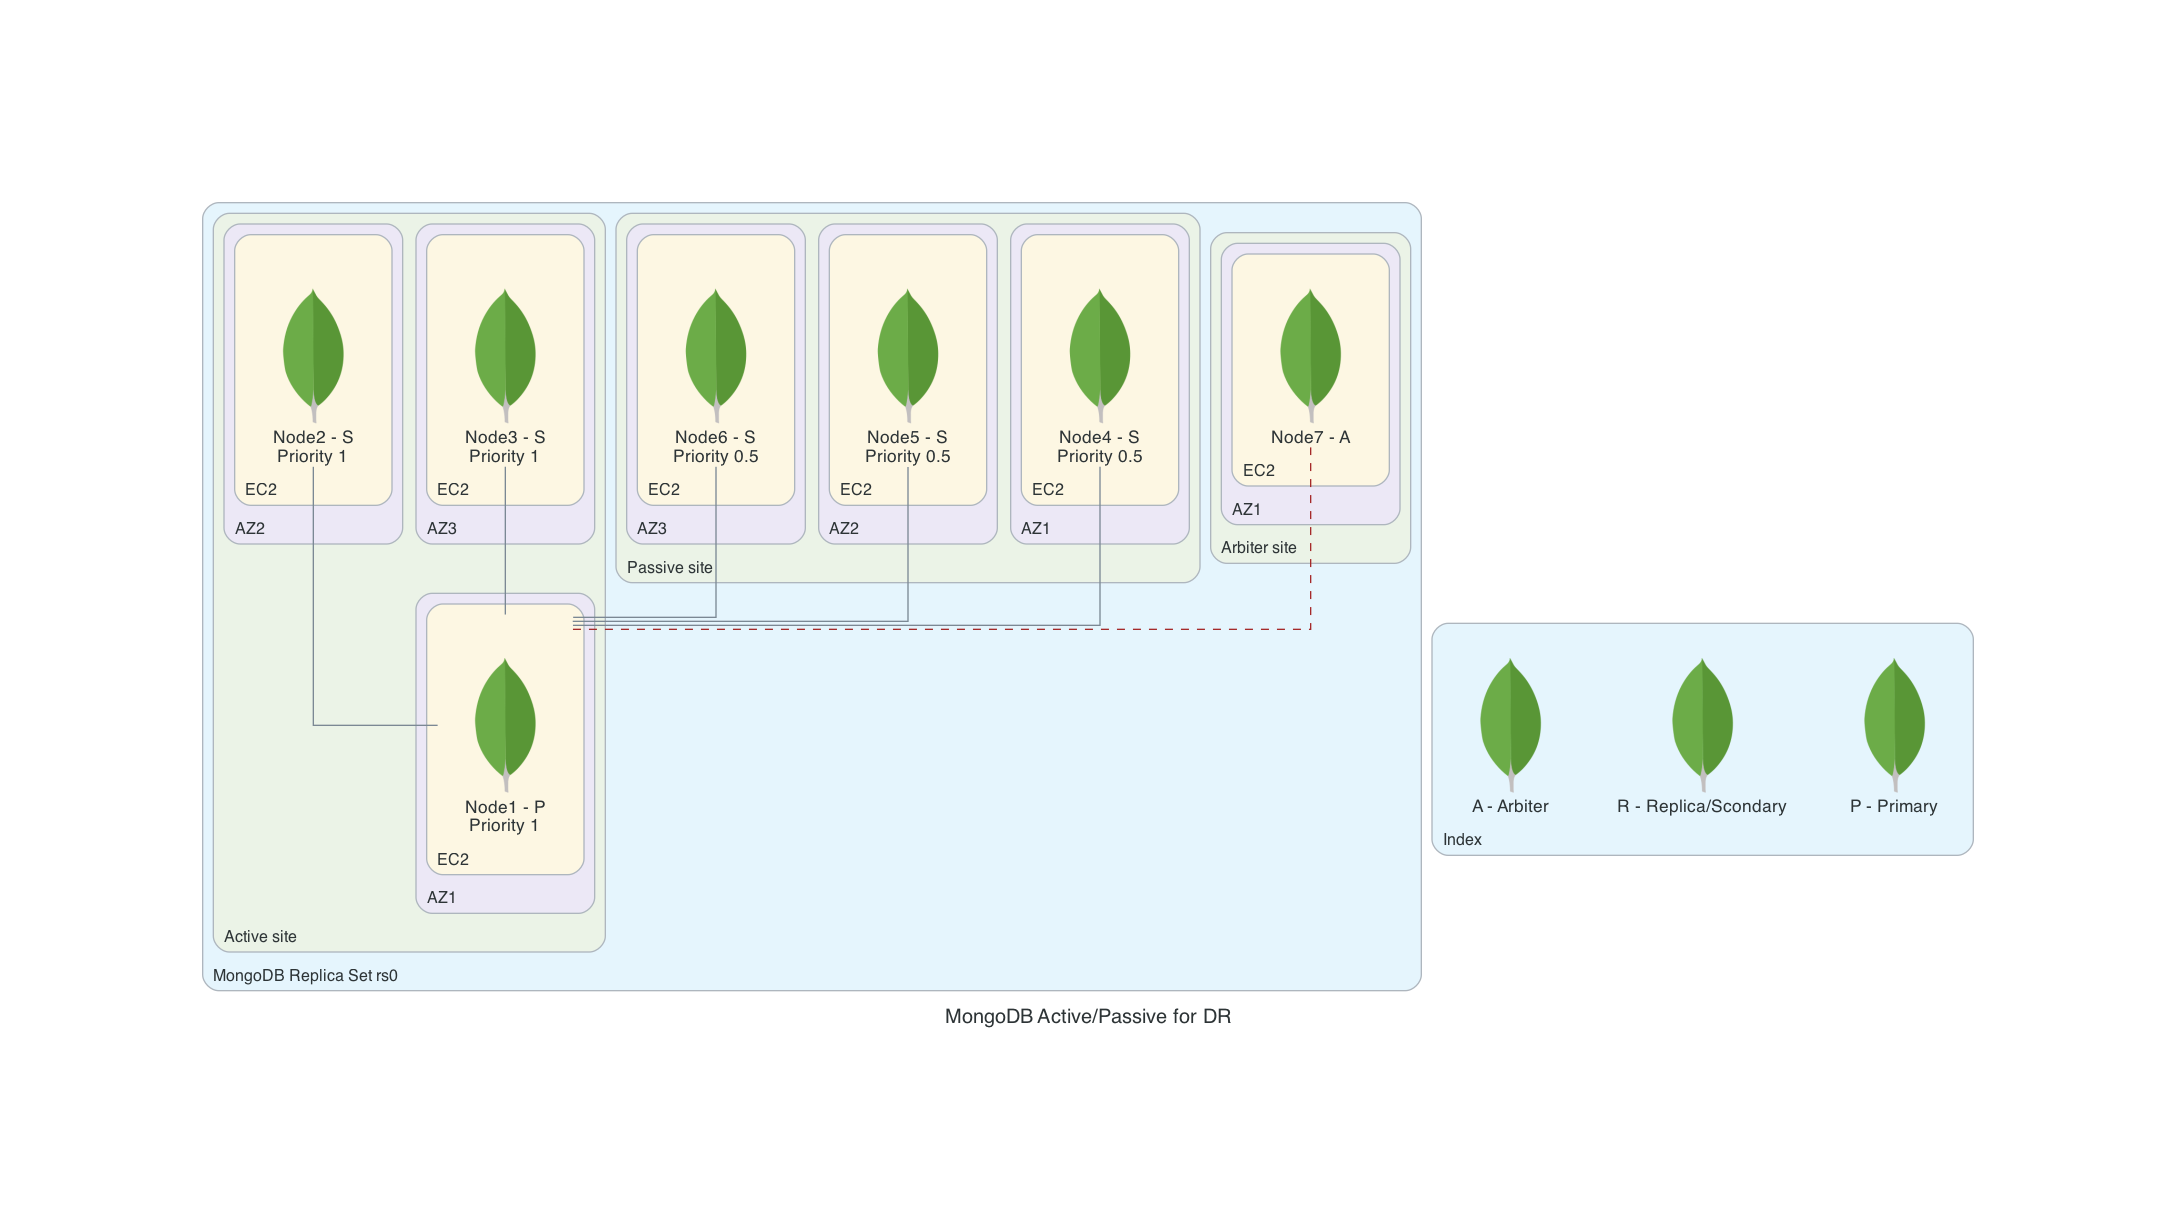 Node2 - S
Priority 1
EC2
AZ2
Node3 - S
Priority 1
EC2
AZ3
Node6 - S
Priority 0.5
EC2
AZ3
Node5 - S
Priority 0.5
EC2
AZ2
Node4 - S
Priority 0.5
EC2
AZ1
Passive site
Node7 - A
EC2
AZ1
Arbiter site
Node1 - P
Priority 1
EC2
AZ1
Active site
MongoDB Replica Set rs0
A - Arbiter
R - Replica/Scondary
P - Primary
Index
MongoDB Active/Passive for DR